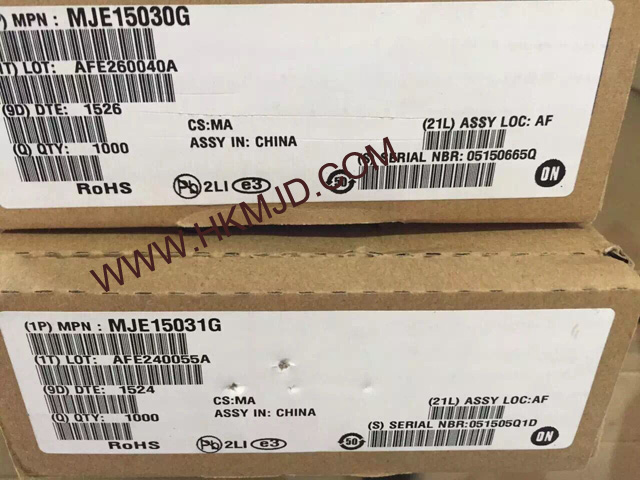 P) MPN : MJE15030G
1T) LOT: AFE260040A
(9D) DTE: 1526
(Q) QTY: 1000
CS:MA
ASSY IN: CHINA
(21L) ASSY LOC: AF
(S) SERIAL NBR: 05150665Q
RoHS
Pb 2LI e3 50 ON
WWW.HKMJD.COM
(1P) MPN : MJE15031G
(1T) LOT: AFE240055A
(9D) DTE: 1524
(Q) QTY: 1000
CS:MA
ASSY IN: CHINA
(21L) ASSY LOC:AF
(S) SERIAL NBR:051505Q1D
RoHS
Pb 2LI e3 50 ON